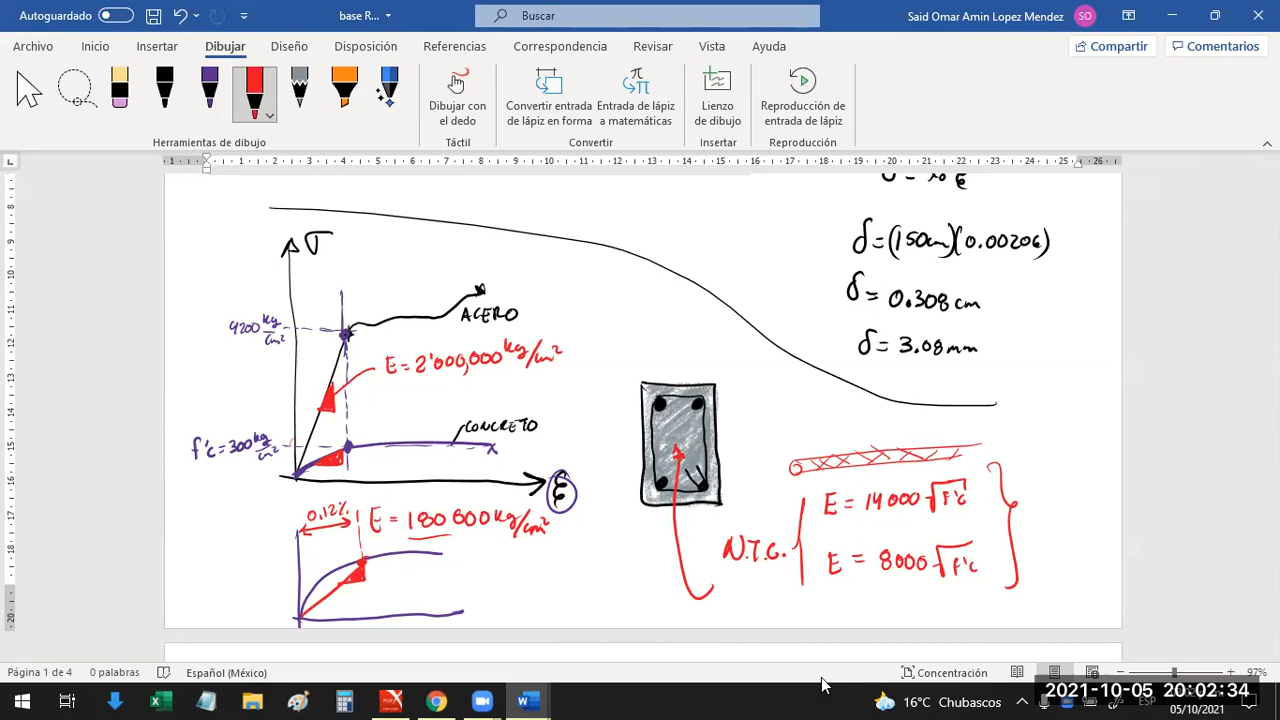 Autoguardado
base R...
Buscar
Said Omar Amin Lopez Mendez
SO
Archivo
Inicio
Insertar
Dibujar
Diseño
Disposición
Referencias
Correspondencia
Revisar
Vista
Ayuda
Compartir
Comentarios
Dibujar con el dedo
Convertir entrada de lápiz en forma
Entrada de lápiz a matemáticas
Lienzo de dibujo
Reproducción de entrada de lápiz
Herramientas de dibujo
Táctil
Convertir
Insertar
Reproducción
δ = (150cm)(0.00206)
δ = 0.308 cm
δ = 3.08mm
σ
4200 kg/cm²
ACERO
E = 2'000,000 kg/cm²
f'c = 300 kg/cm²
CONCRETO
ε
0.12%
E = 180 000 kg/cm²
N.T.C.
E = 14000 √f'c
E = 8000 √f'c
Página 1 de 4
0 palabras
Español (México)
Concentración
97%
16°C Chubascos
ESP
2021-10-05 20:02:34
05/10/2021